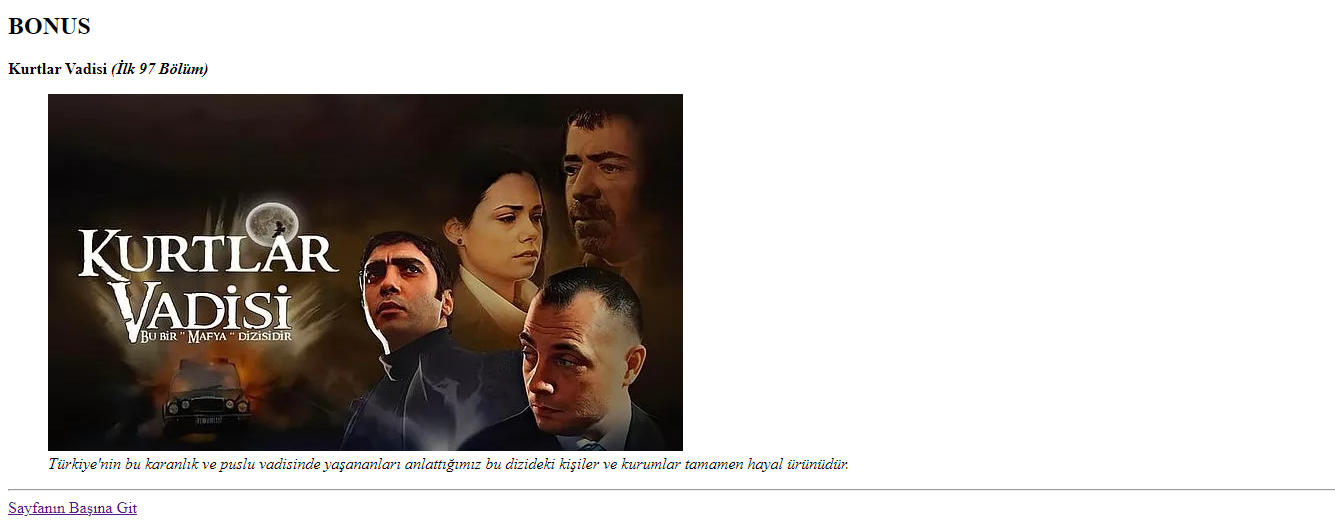 BONUS
Kurtlar Vadisi (İlk 97 Bölüm)
KURTLAR
VADİSİ
BU BİR " MAFYA " DİZİSİDİR
Türkiye'nin bu karanlık ve puslu vadisinde yaşananları anlattığımız bu dizideki kişiler ve kurumlar tamamen hayal ürünüdür.
Sayfanın Başına Git